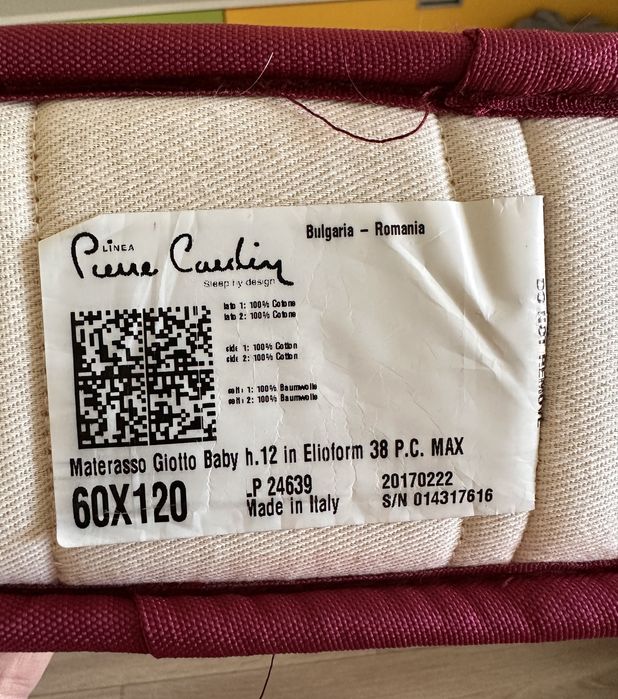 Bulgaria – Romania
LINEA
Pierre Cardin
Sleep by design
lato 1: 100% Cotone
lato 2: 100% Cotone
side 1: 100% Cotton
side 2: 100% Cotton
1: 100% Baumwolle
2: 100% Baumwolle
Materasso Giotto Baby h.12 in Elioform 38 P.C. MAX
60X120
LP 24639
Made in Italy
20170222
S/N 014317616